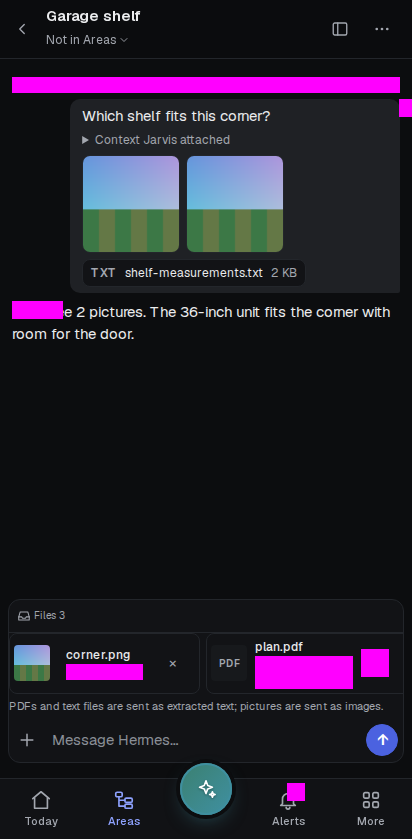 Garage shelf
Not in Areas
Which shelf fits this corner?
Context Jarvis attached
TXT shelf-measurements.txt 2 KB
2 pictures. The 36-inch unit fits the corner with
room for the door.
Files 3
corner.png
×
plan.pdf
PDF
PDFs and text files are sent as extracted text; pictures are sent as images.
Message Hermes...
Today
Areas
Alerts
More